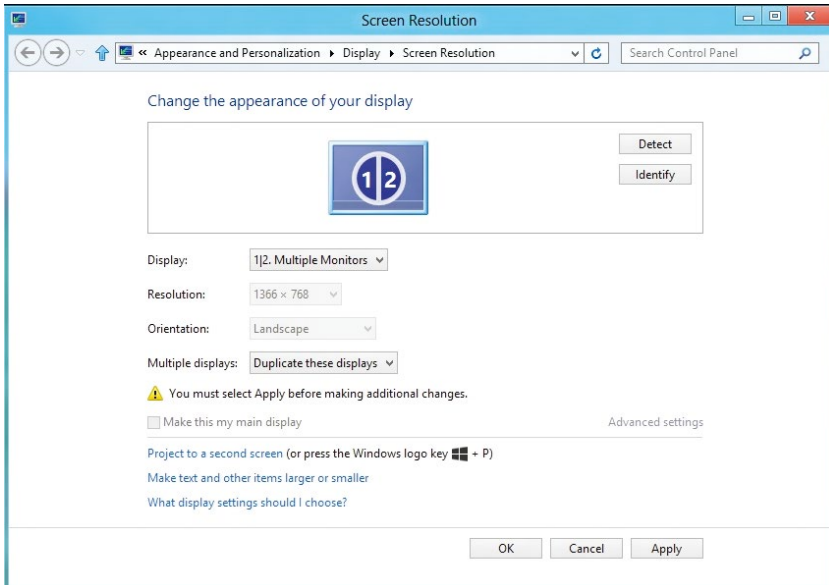 Screen Resolution
« Appearance and Personalization Display Screen Resolution
Search Control Panel
Change the appearance of your display
1 2
Detect
Identify
Display: 1|2. Multiple Monitors
Resolution: 1366 × 768
Orientation: Landscape
Multiple displays: Duplicate these displays
You must select Apply before making additional changes.
Make this my main display Advanced settings
Project to a second screen (or press the Windows logo key + P)
Make text and other items larger or smaller
What display settings should I choose?
OK Cancel Apply